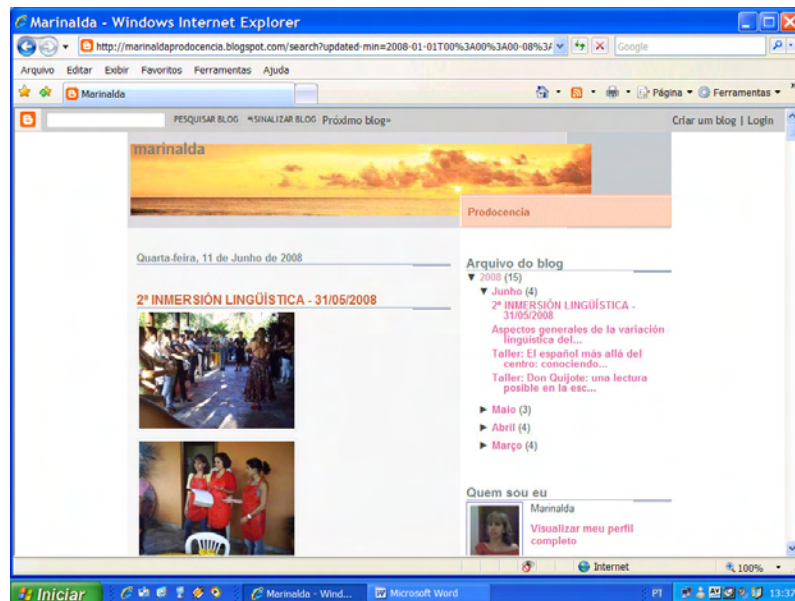 Marinalda - Windows Internet Explorer
http://marinaldaprodocencia.blogspot.com/search?updated-min=2008-01-01T00%3A00%3A00-08%3A
Google
Arquivo Editar Exibir Favoritos Ferramentas Ajuda
Marinalda
Página
Ferramentas
PESQUISAR BLOG SINALIZAR BLOG Próximo blog»
Criar um blog | Login
marinalda
Prodocencia
Quarta-feira, 11 de Junho de 2008
2ª INMERSIÓN LINGÜÍSTICA - 31/05/2008
Arquivo do blog
▼ 2008 (15)
▼ Junho (4)
2ª INMERSIÓN LINGÜÍSTICA -
31/05/2008
Aspectos generales de la variación
lingüística del...
Taller: El español más allá del
centro: conociendo...
Taller: Don Quijote: una lectura
posible en la esc...
► Maio (3)
► Abril (4)
► Março (4)
Quem sou eu
Marinalda
Visualizar meu perfil
completo
Internet
100%
Iniciar
Marinalda - Wind...
Microsoft Word
PT
13:37